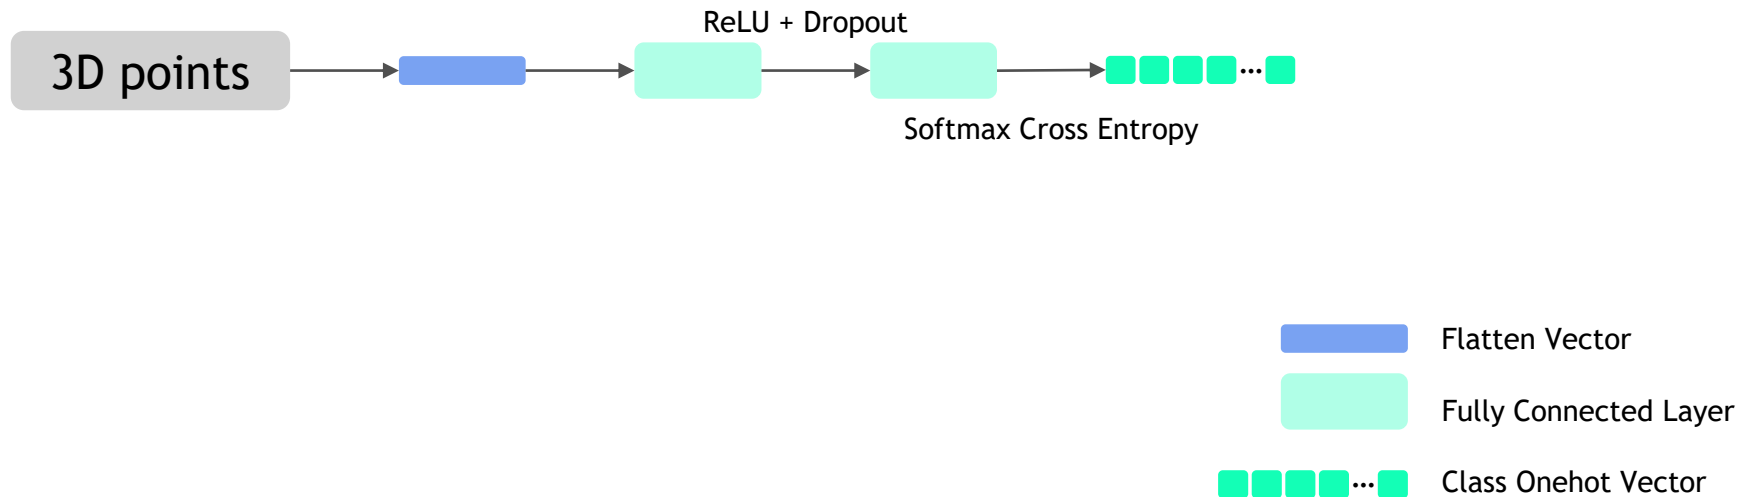 ReLU + Dropout
3D points
...
Softmax Cross Entropy
Flatten Vector
Fully Connected Layer
... Class Onehot Vector